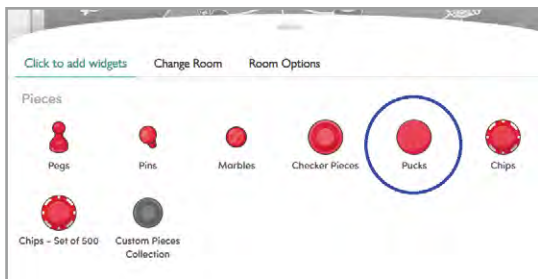 Click to add widgets Change Room Room Options
Pieces
Pegs Pins Marbles Checker Pieces Pucks Chips
Chips - Set of 500 Custom Pieces
Collection